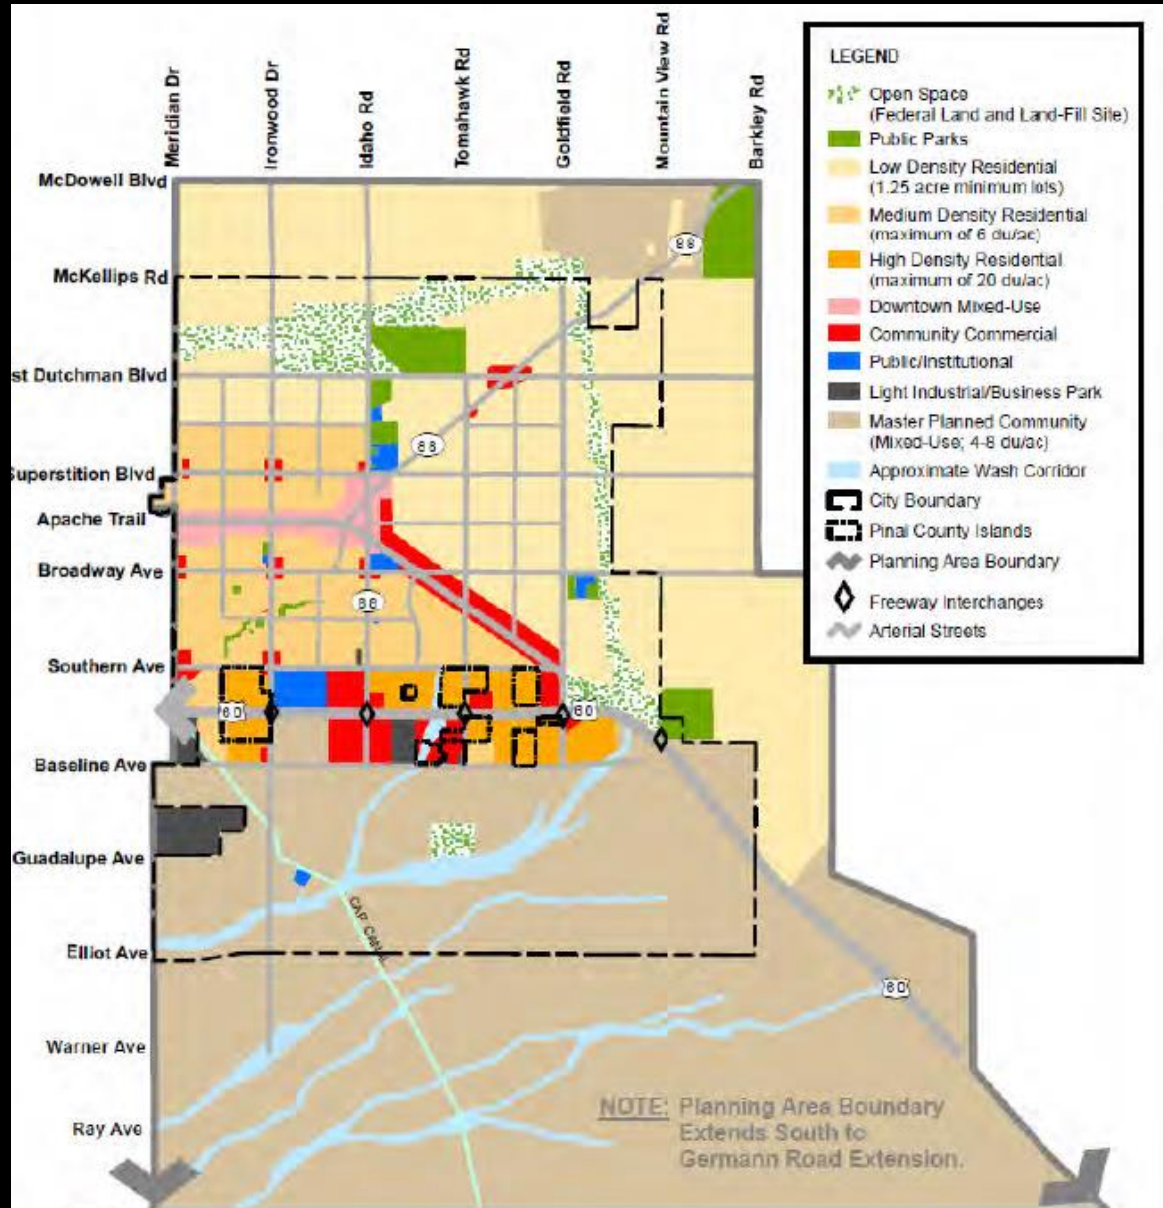 Meridian Dr
Ironwood Dr
Idaho Rd
Tomahawk Rd
Goldfield Rd
Mountain View Rd
Barkley Rd
McDowell Blvd
McKellips Rd
st Dutchman Blvd
Superstition Blvd
Apache Trail
Broadway Ave
Southern Ave
Baseline Ave
Guadalupe Ave
Elliot Ave
Warner Ave
Ray Ave
88
88
88
60
60
60
CAP CANAL
LEGEND
Open Space
(Federal Land and Land-Fill Site)
Public Parks
Low Density Residential
(1.25 acre minimum lots)
Medium Density Residential
(maximum of 6 du/ac)
High Density Residential
(maximum of 20 du/ac)
Downtown Mixed-Use
Community Commercial
Public/Institutional
Light Industrial/Business Park
Master Planned Community
(Mixed-Use; 4-8 du/ac)
Approximate Wash Corridor
City Boundary
Pinal County Islands
Planning Area Boundary
Freeway Interchanges
Arterial Streets
NOTE: Planning Area Boundary
Extends South to
Germann Road Extension.